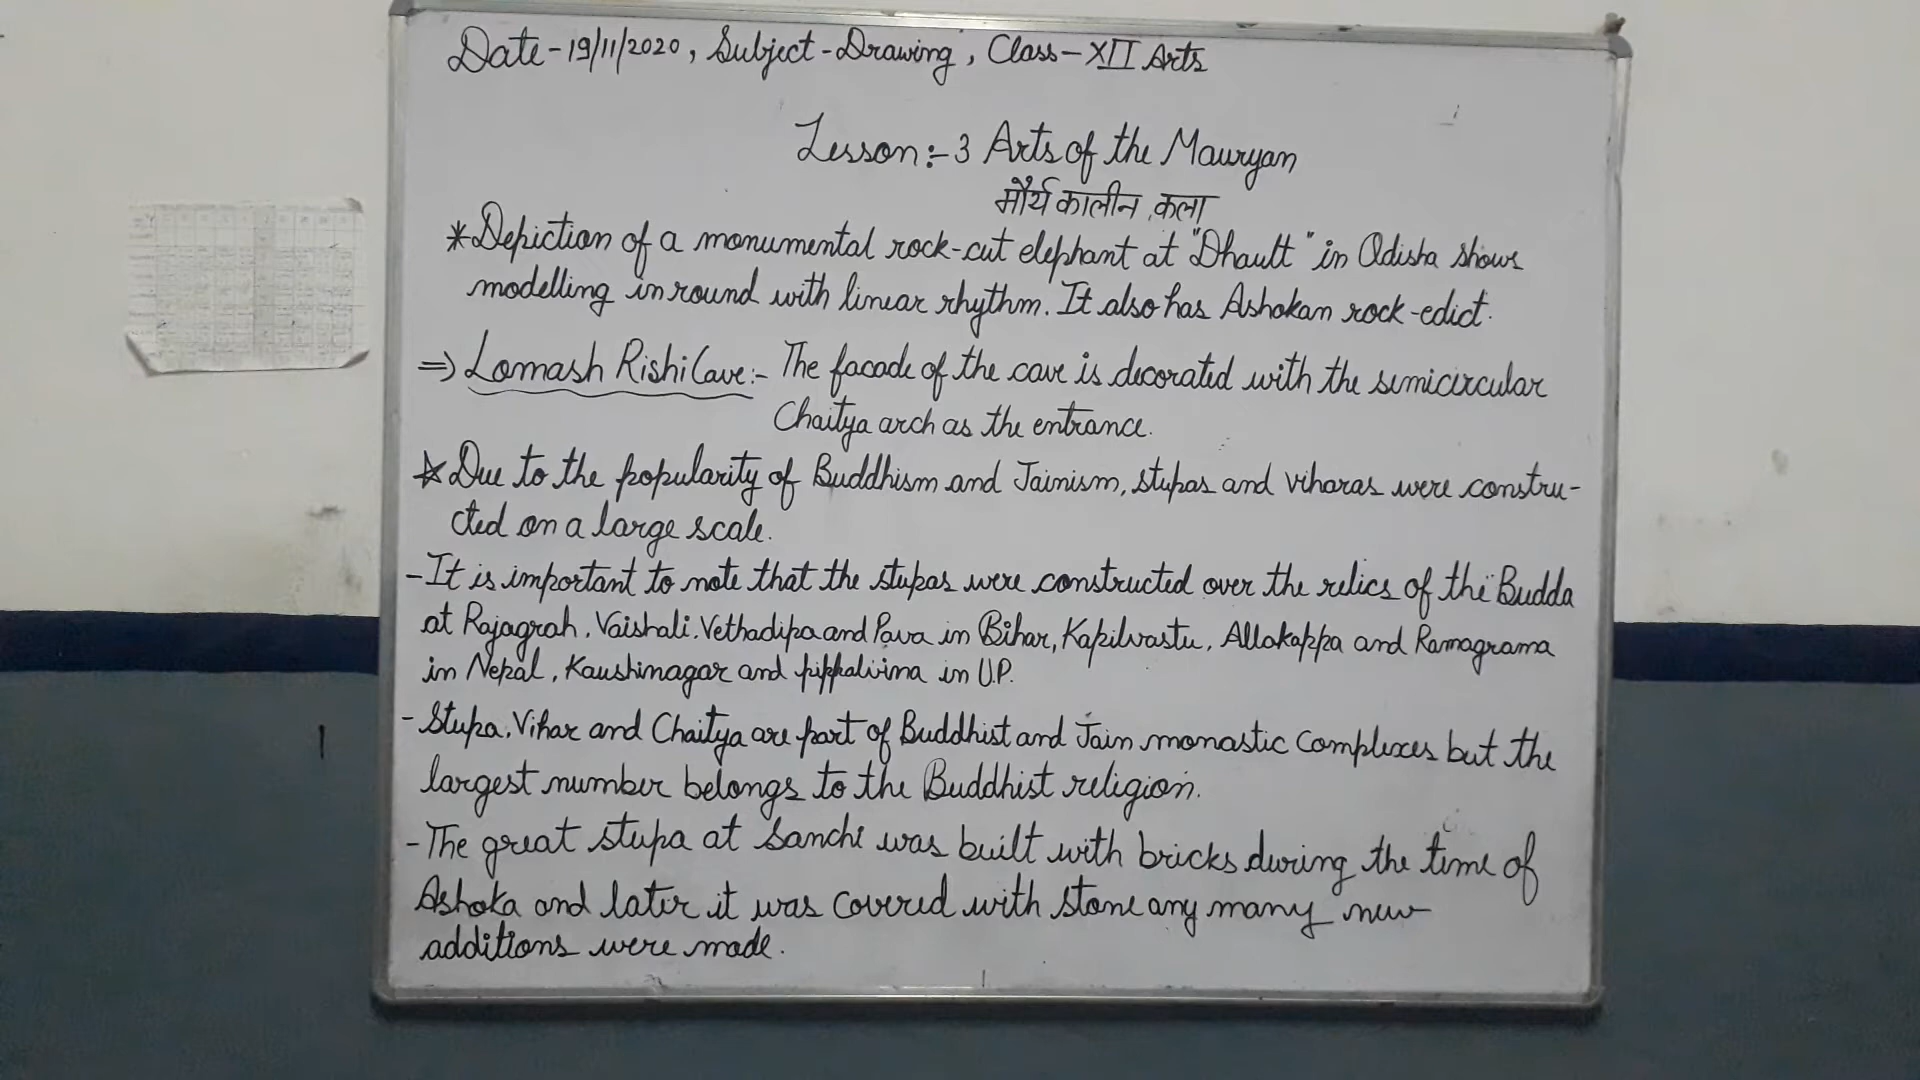 Date-19/11/2020, Subject-Drawing, Class-XII Arts
Lesson:-3 Arts of the Mauryan
मौर्य कालीन कला
*Depiction of a monumental rock-cut elephant at "Dhault" in Odisha shows
modelling in round with linear rhythm. It also has Ashokan rock-edict.
⇒ Lomash Rishi Cave:- The facade of the cave is decorated with the semicircular
Chaitya arch as the entrance.
*Due to the popularity of Buddhism and Jainism, stupas and viharas were constru-
cted on a large scale.
-It is important to note that the stupas were constructed over the relics of the Budda
at Rajagrah, Vaishali, Vethadipa and Pava in Bihar, Kapilvastu, Allakappa and Ramagrama
in Nepal, Kaushinagar and pippalvina in U.P.
-Stupa, Vihar and Chaitya are part of Buddhist and Jain monastic complexes but the
largest number belongs to the Buddhist religion.
-The great stupa at Sanchi was built with bricks during the time of
Ashoka and later it was covered with stone any many new
additions were made.